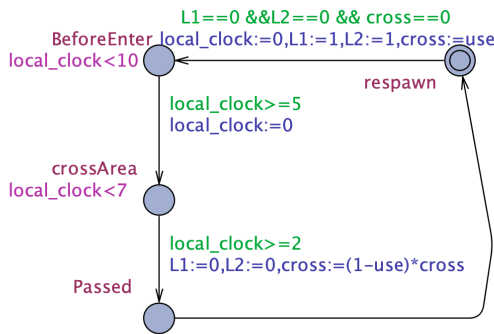 L1==0 &&L2==0 && cross==0
BeforeEnter local_clock:=0,L1:=1,L2:=1,cross:=use
local_clock<10
respawn
local_clock>=5
local_clock:=0
crossArea
local_clock<7
local_clock>=2
L1:=0,L2:=0,cross:=(1-use)*cross
Passed